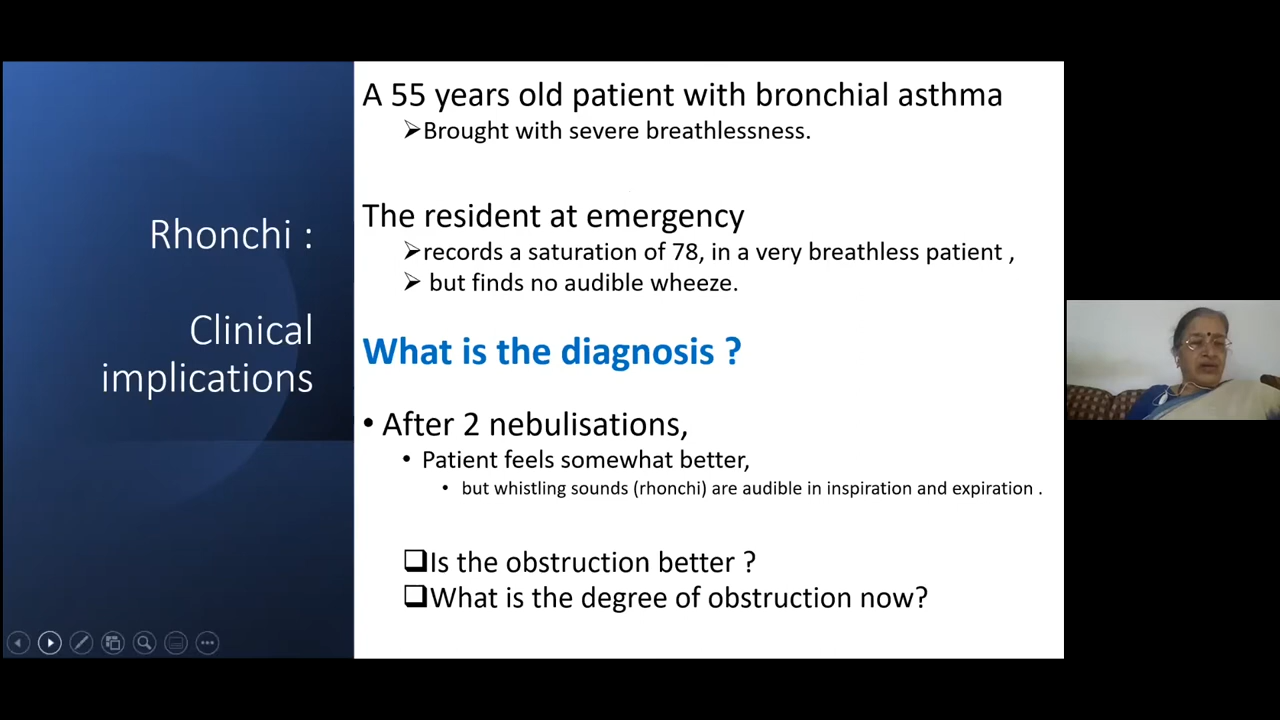 Rhonchi :
Clinical
implications
A 55 years old patient with bronchial asthma
➢Brought with severe breathlessness.
The resident at emergency
➢records a saturation of 78, in a very breathless patient ,
➢ but finds no audible wheeze.
What is the diagnosis ?
• After 2 nebulisations,
• Patient feels somewhat better,
• but whistling sounds (rhonchi) are audible in inspiration and expiration .
❑Is the obstruction better ?
❑What is the degree of obstruction now?